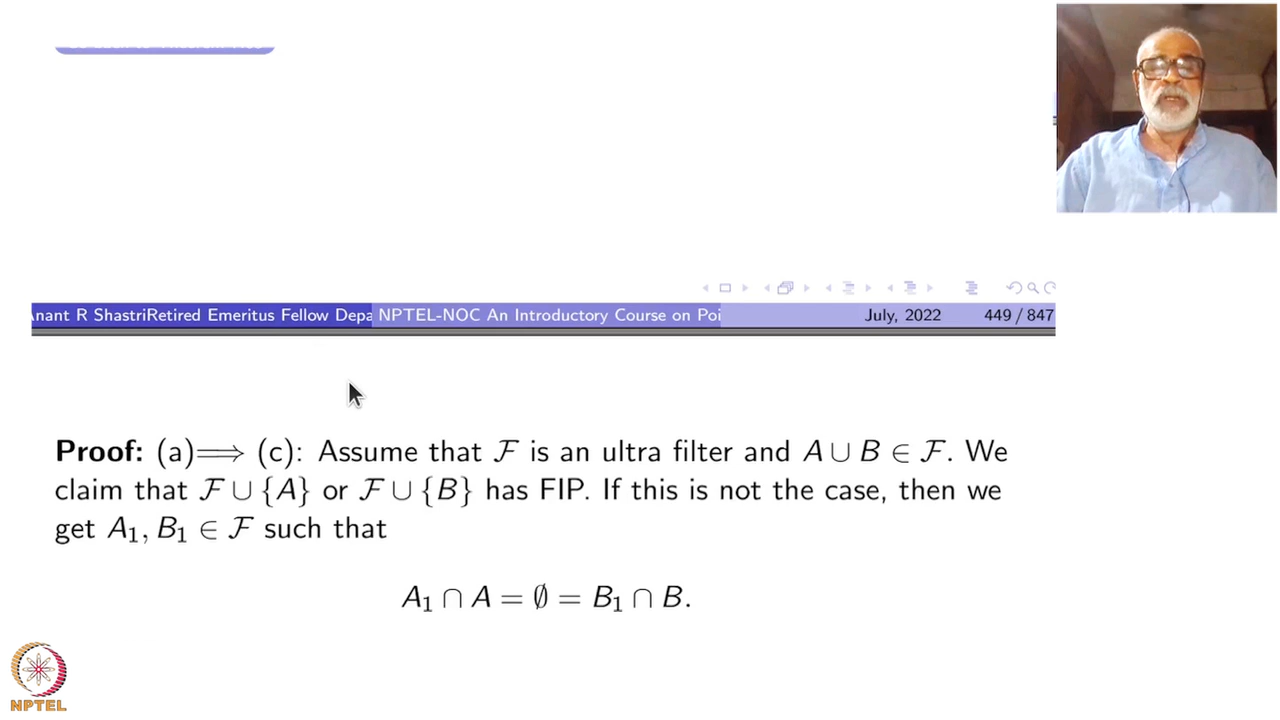 Anant R ShastriRetired Emeritus Fellow Depa NPTEL-NOC An Introductory Course on Poi July, 2022 449 / 847
Proof: (a)⟹ (c): Assume that ℱ is an ultra filter and A ∪ B ∈ ℱ. We
claim that ℱ ∪ {A} or ℱ ∪ {B} has FIP. If this is not the case, then we
get A₁, B₁ ∈ ℱ such that
A₁ ∩ A = ∅ = B₁ ∩ B.
NPTEL